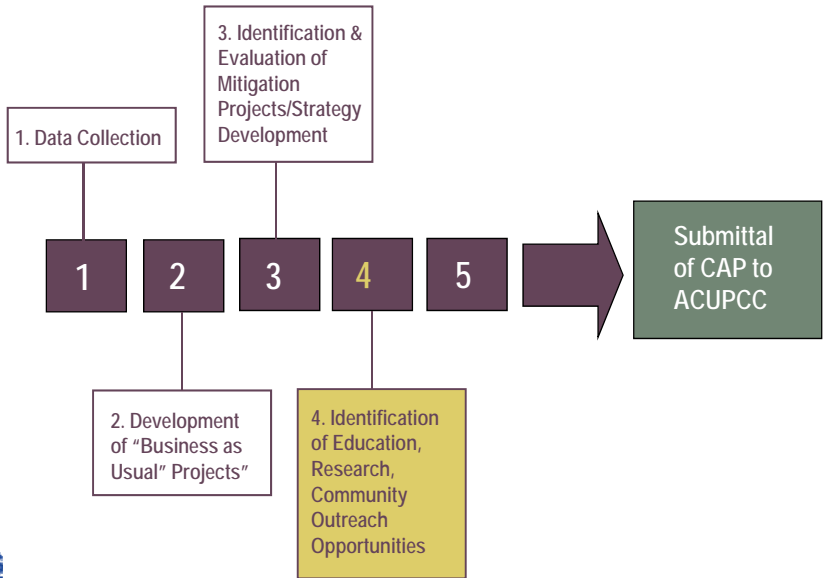 3. Identification &
Evaluation of
Mitigation
Projects/Strategy
Development
1. Data Collection
1
2
3
4
5
Submittal
of CAP to
ACUPCC
2. Development
of “Business as
Usual” Projects”
4. Identification
of Education,
Research,
Community
Outreach
Opportunities